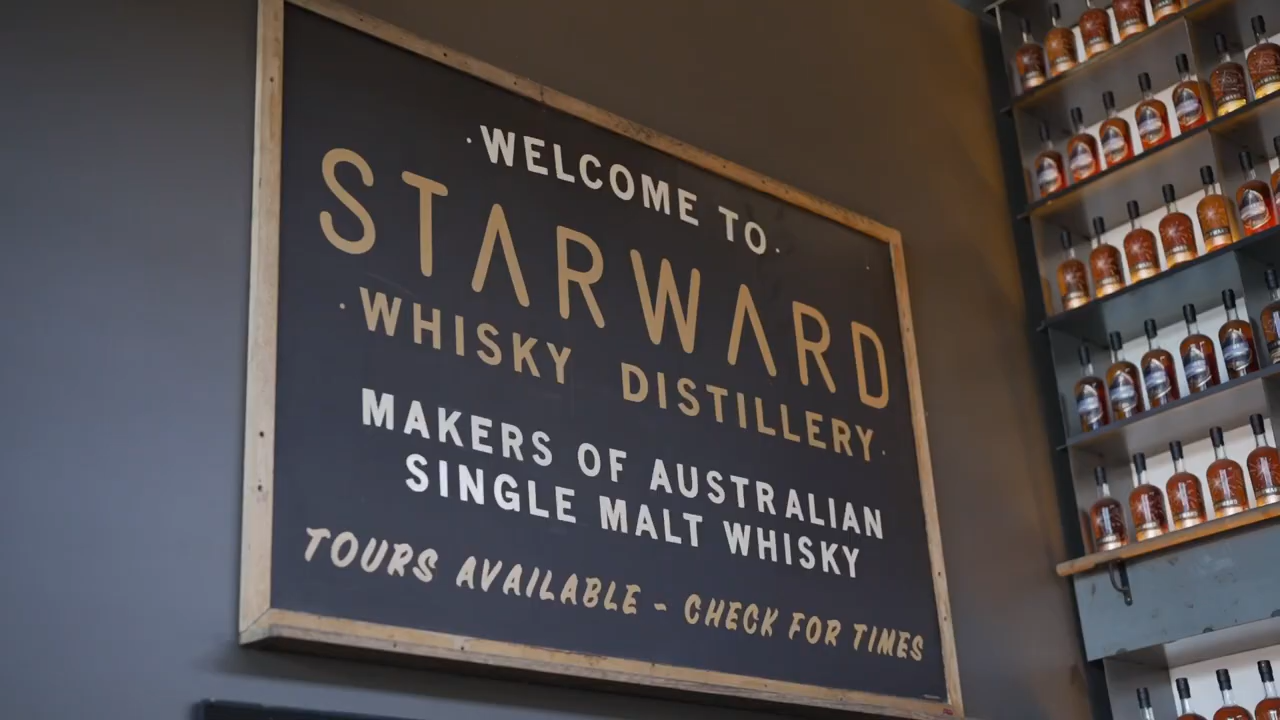 · WELCOME TO ·
STARWARD
· WHISKY DISTILLERY ·
MAKERS OF AUSTRALIAN
SINGLE MALT WHISKY
TOURS AVAILABLE - CHECK FOR TIMES